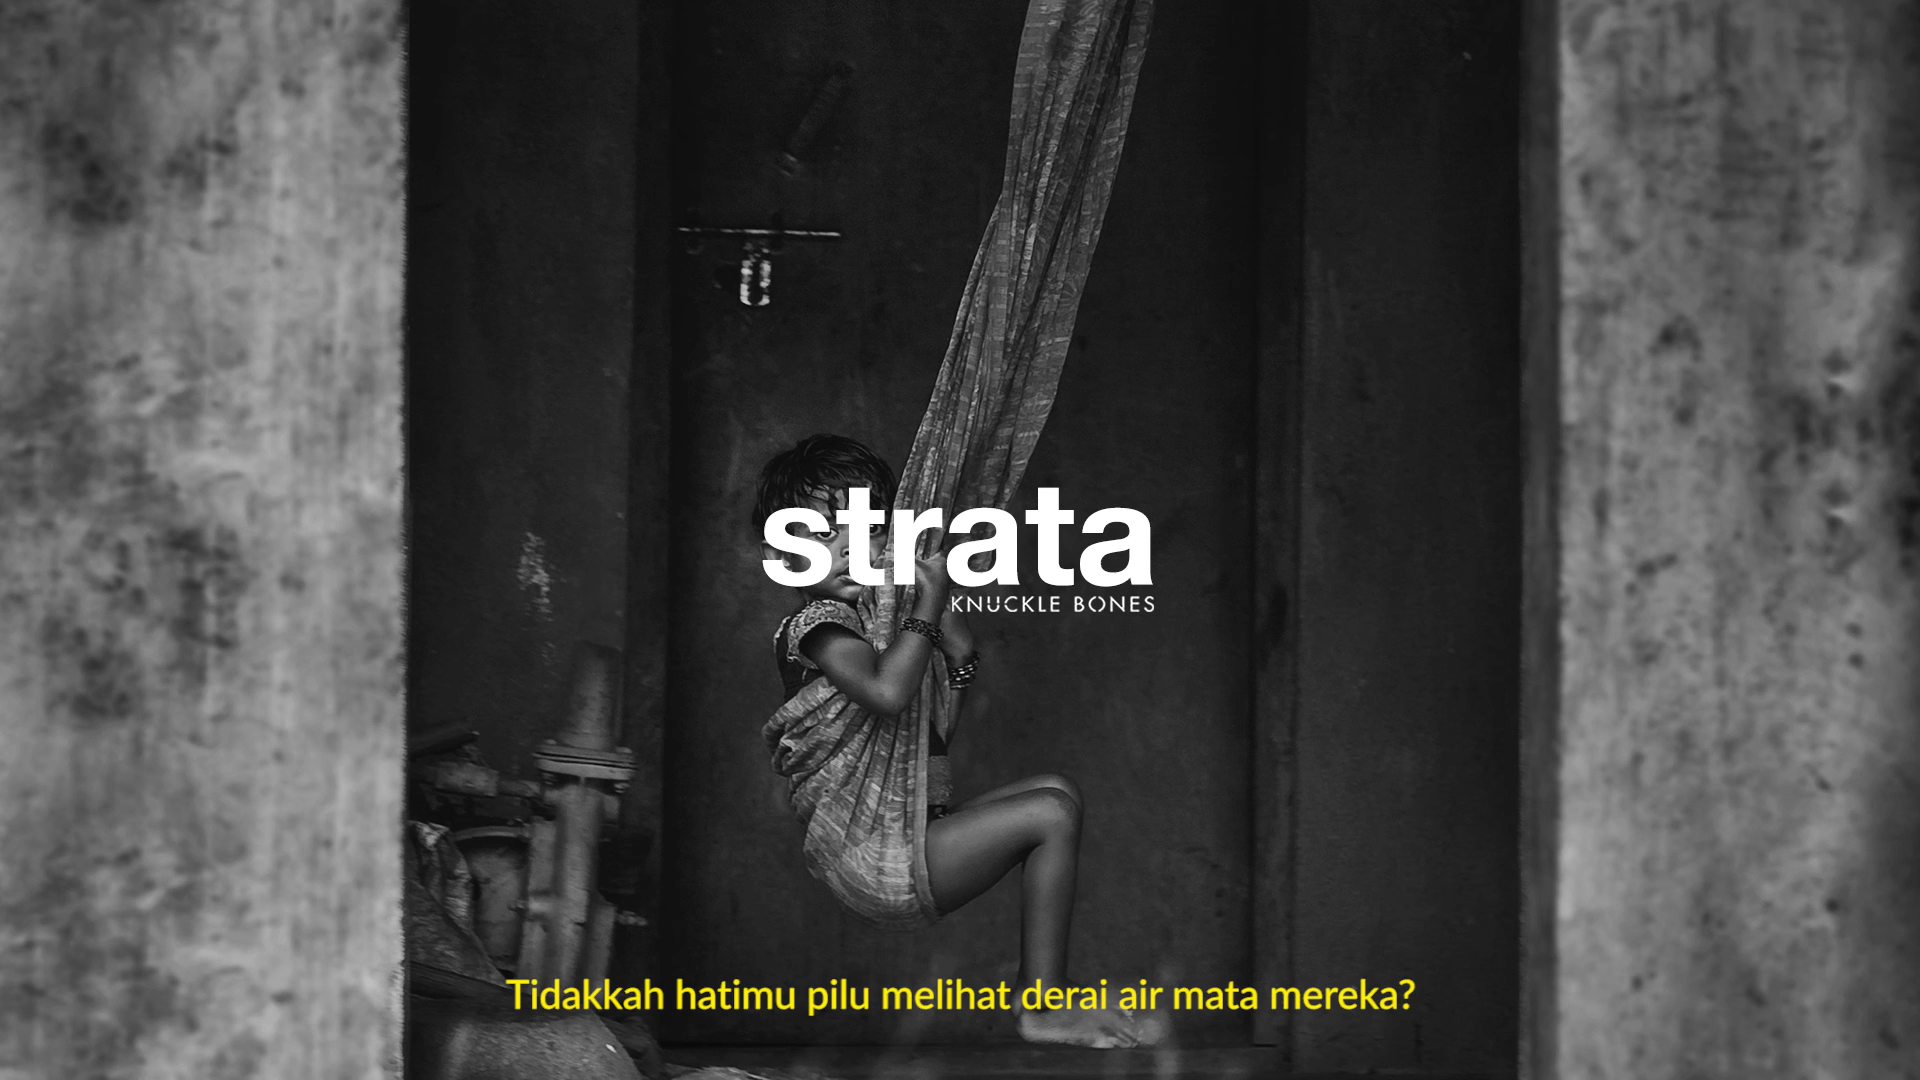 strata
KNUCKLE BONES
Tidakkah hatimu pilu melihat derai air mata mereka?